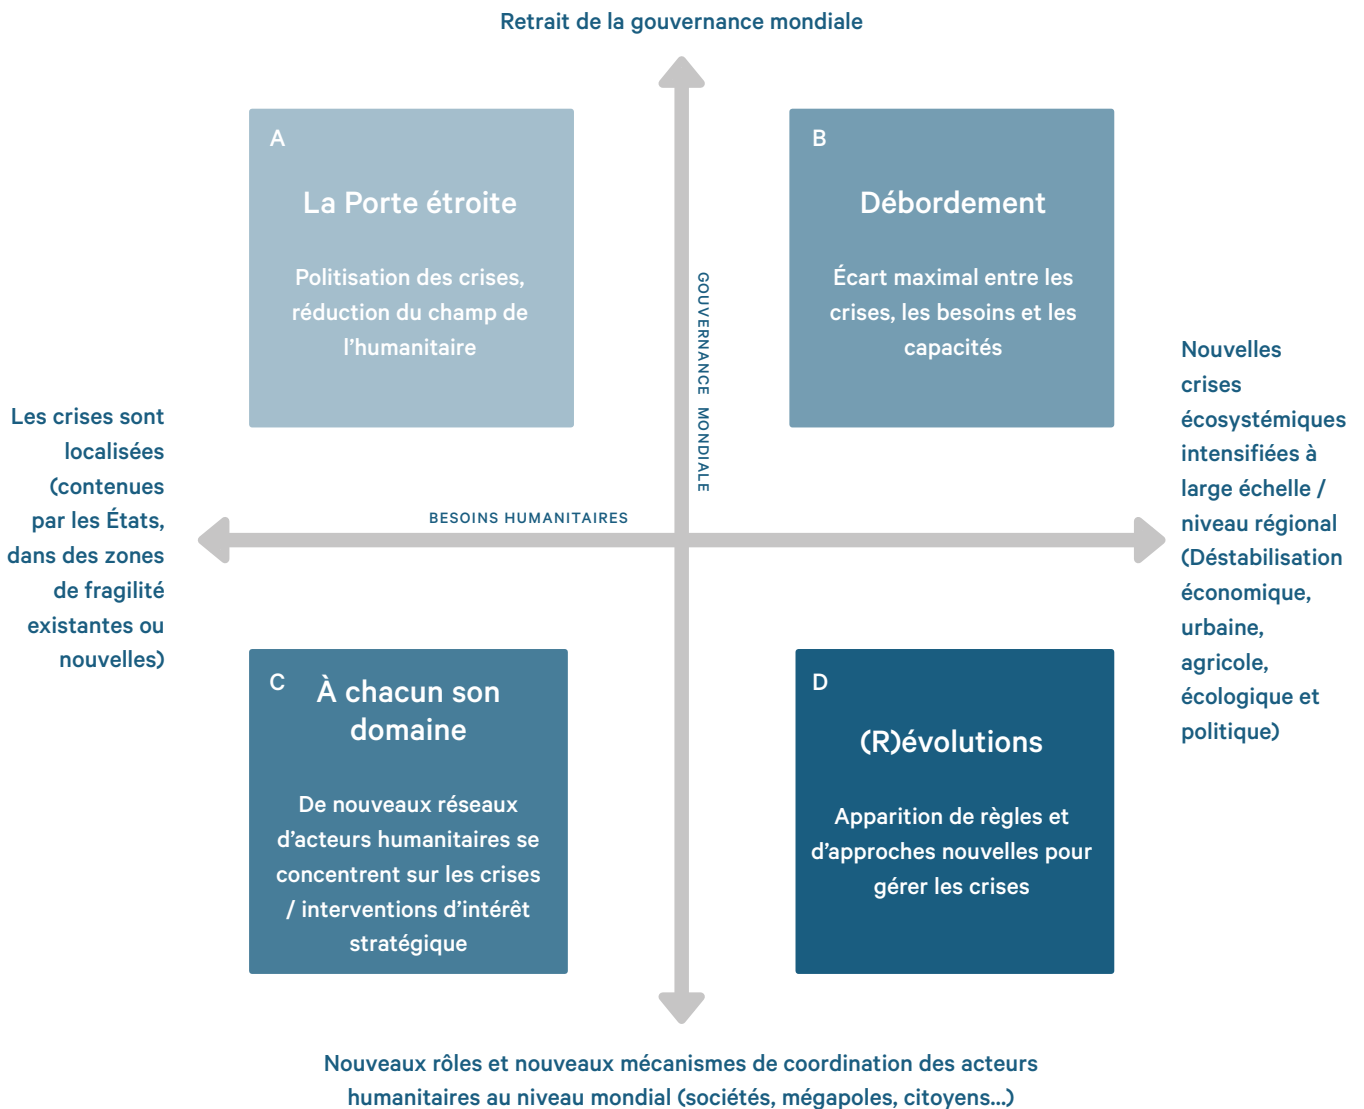 Retrait de la gouvernance mondiale
A
La Porte étroite
Politisation des crises,
réduction du champ de
l’humanitaire
B
Débordement
Écart maximal entre les
crises, les besoins et les
capacités
GOUVERNANCE MONDIALE
Les crises sont
localisées
(contenues
par les États,
dans des zones
de fragilité
existantes ou
nouvelles)
BESOINS HUMANITAIRES
Nouvelles
crises
écosystémiques
intensifiées à
large échelle /
niveau régional
(Déstabilisation
économique,
urbaine,
agricole,
écologique et
politique)
C
À chacun son
domaine
De nouveaux réseaux
d’acteurs humanitaires se
concentrent sur les crises
/ interventions d’intérêt
stratégique
D
(R)évolutions
Apparition de règles et
d’approches nouvelles pour
gérer les crises
Nouveaux rôles et nouveaux mécanismes de coordination des acteurs
humanitaires au niveau mondial (sociétés, mégapoles, citoyens...)